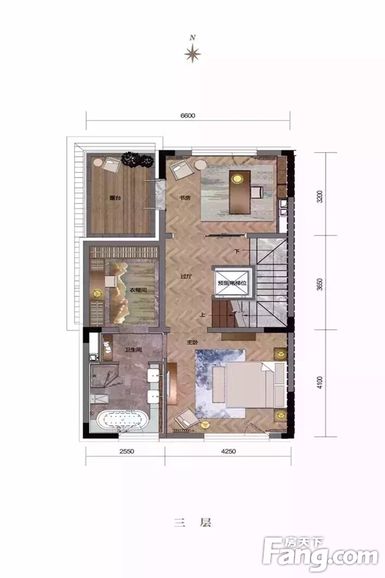 N
6600
露台
书房
3200
下
衣帽间
过厅
预留电梯位
3650
上
卫生间
主卧
4100
2550
4250
三层
房天下
Fang.com